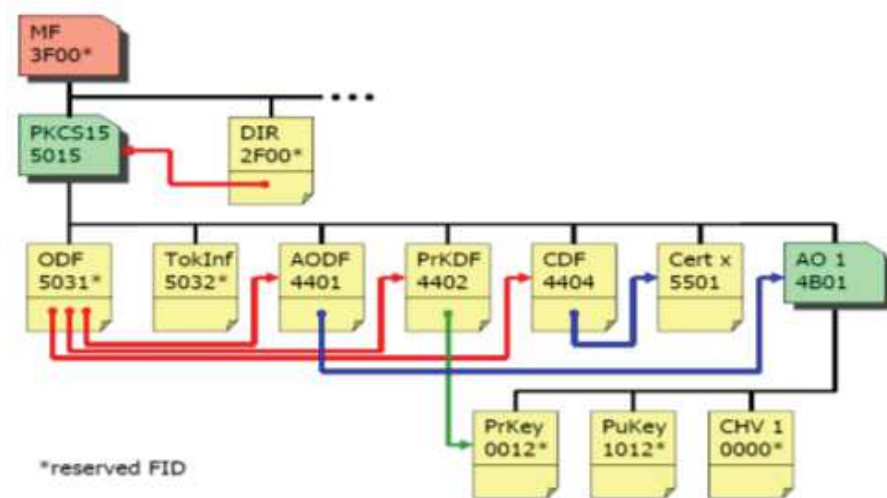 MF
3F00*
PKCS15
5015
DIR
2F00*
ODF
5031*
TokInf
5032*
AODF
4401
PrKDF
4402
CDF
4404
Cert x
5501
AO 1
4B01
PrKey
0012*
PuKey
1012*
CHV 1
0000*
*reserved FID